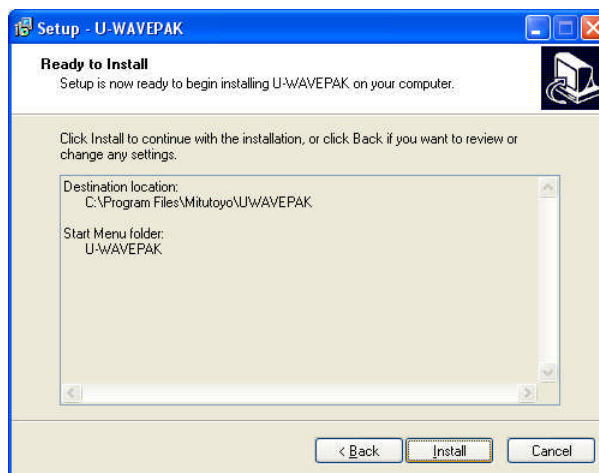 Setup - U-WAVEPAK
Ready to Install
Setup is now ready to begin installing U-WAVEPAK on your computer.
Click Install to continue with the installation, or click Back if you want to review or
change any settings.
Destination location:
C:\Program Files\Mitutoyo\UWAVEPAK
Start Menu folder:
U-WAVEPAK
< Back
Install
Cancel